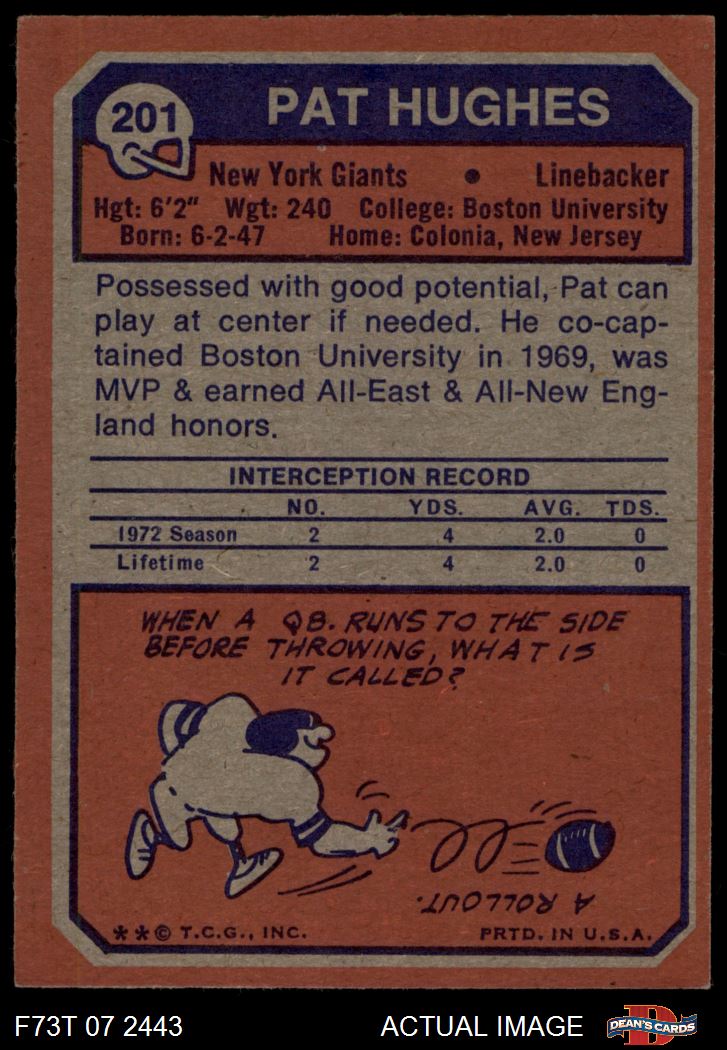 201
PAT HUGHES
New York Giants • Linebacker
Hgt: 6'2" Wgt: 240 College: Boston University
Born: 6-2-47 Home: Colonia, New Jersey
Possessed with good potential, Pat can
play at center if needed. He co-cap-
tained Boston University in 1969, was
MVP & earned All-East & All-New Eng-
land honors.
INTERCEPTION RECORD
NO. YDS. AVG. TDS.
1972 Season 2 4 2.0 0
Lifetime 2 4 2.0 0
WHEN A QB. RUNS TO THE SIDE
BEFORE THROWING, WHAT IS
IT CALLED?
A ROLLOUT.
**© T.C.G., INC. PRTD. IN U.S.A.
F73T 07 2443 ACTUAL IMAGE D DEAN'S CARDS